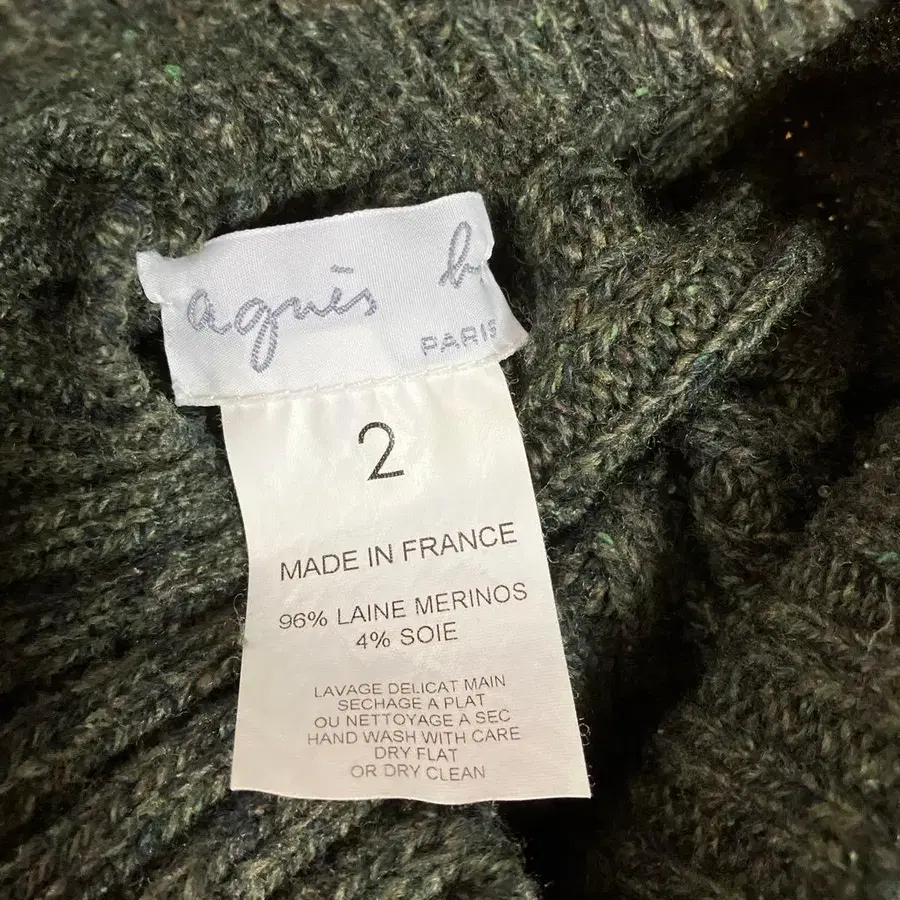 agnès b
PARIS
2
MADE IN FRANCE
96% LAINE MERINOS
4% SOIE
LAVAGE DELICAT MAIN
SECHAGE A PLAT
OU NETTOYAGE A SEC
HAND WASH WITH CARE
DRY FLAT
OR DRY CLEAN